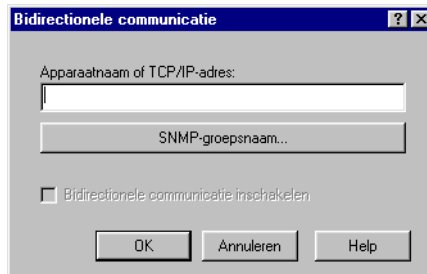 Bidirectionele communicatie
Apparaatnaam of TCP/IP-adres:
SNMP-groepsnaam...
Bidirectionele communicatie inschakelen
OK Annuleren Help